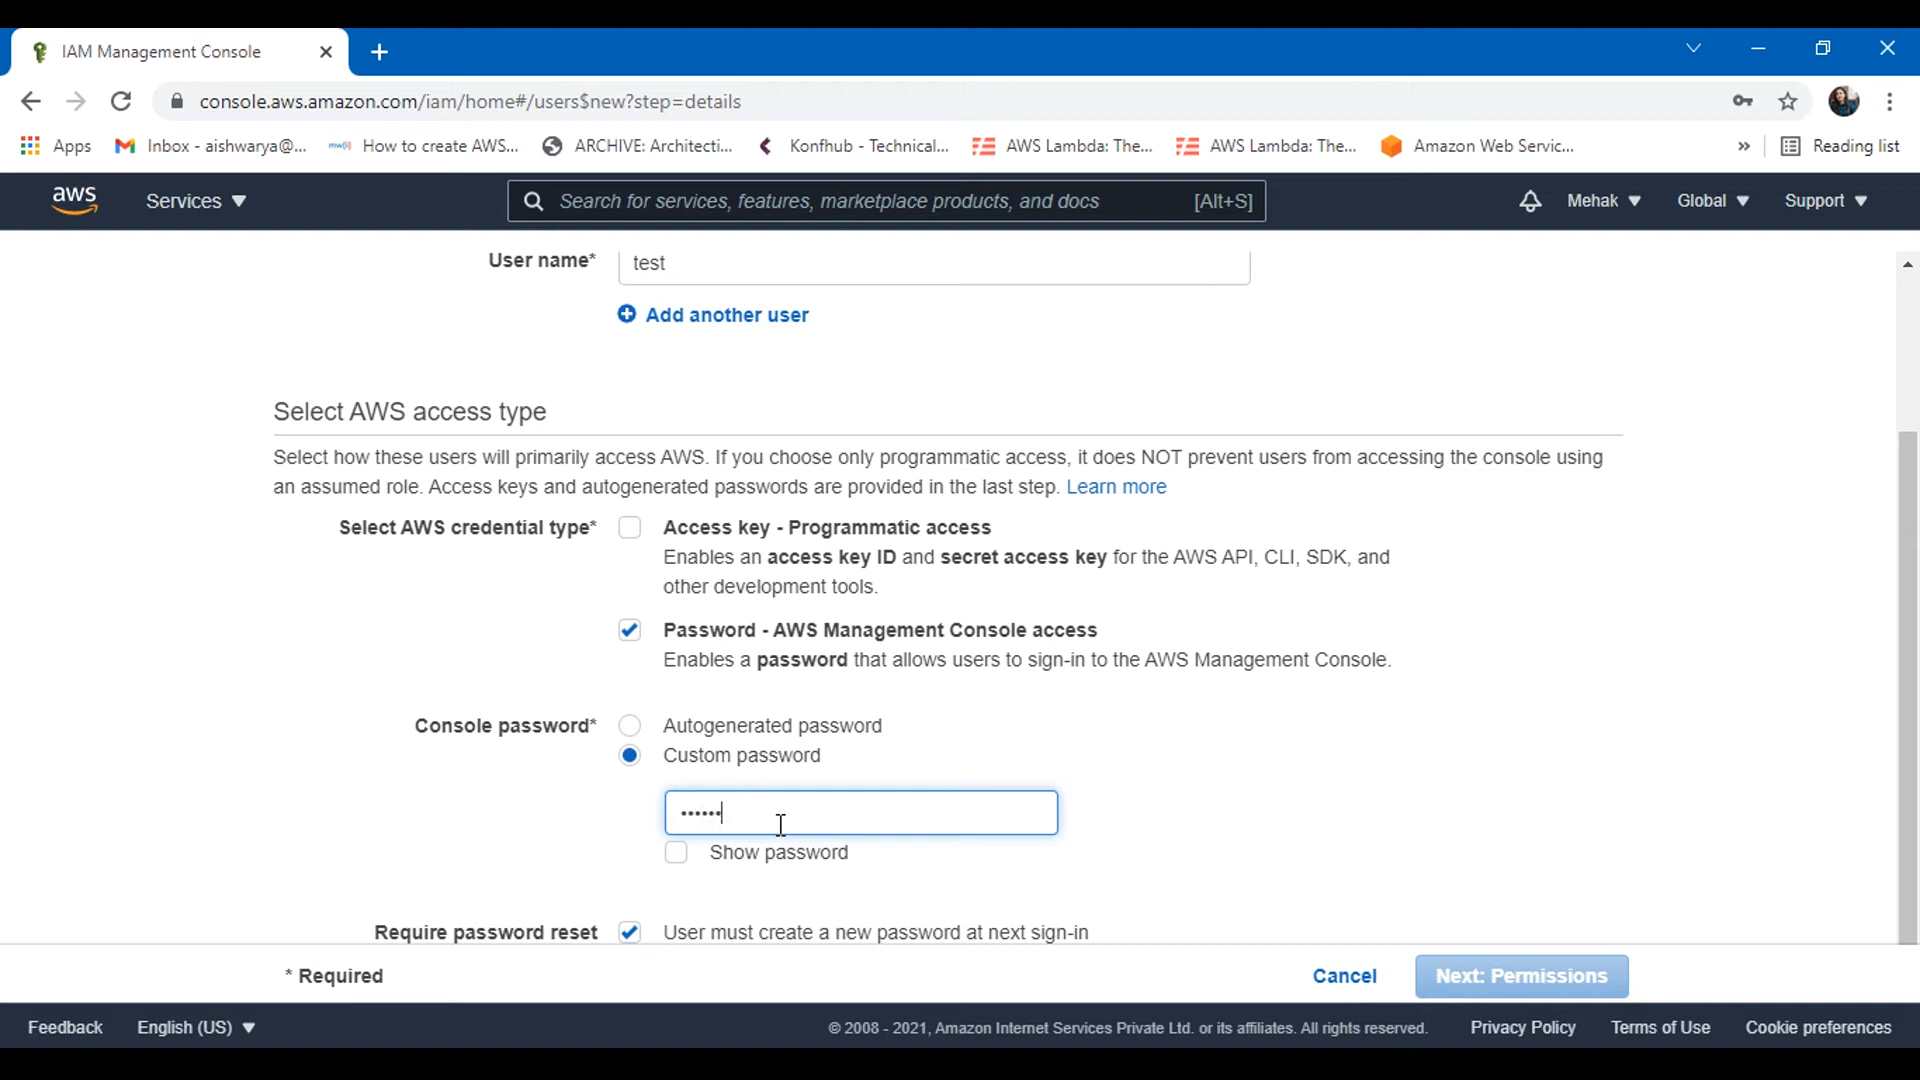 IAM Management Console
console.aws.amazon.com/iam/home#/users$new?step=details
Apps
Inbox - aishwarya@...
How to create AWS...
ARCHIVE: Architecti...
Konfhub - Technical...
AWS Lambda: The...
AWS Lambda: The...
Amazon Web Servic...
»
Reading list
aws
Services
Search for services, features, marketplace products, and docs
[Alt+S]
Mehak
Global
Support
User name*
test
Add another user
Select AWS access type
Select how these users will primarily access AWS. If you choose only programmatic access, it does NOT prevent users from accessing the console using
an assumed role. Access keys and autogenerated passwords are provided in the last step. Learn more
Select AWS credential type*
Access key - Programmatic access
Enables an access key ID and secret access key for the AWS API, CLI, SDK, and
other development tools.
Password - AWS Management Console access
Enables a password that allows users to sign-in to the AWS Management Console.
Console password*
Autogenerated password
Custom password
••••••
Show password
Require password reset
User must create a new password at next sign-in
* Required
Cancel
Next: Permissions
Feedback
English (US)
© 2008 - 2021, Amazon Internet Services Private Ltd. or its affiliates. All rights reserved.
Privacy Policy
Terms of Use
Cookie preferences